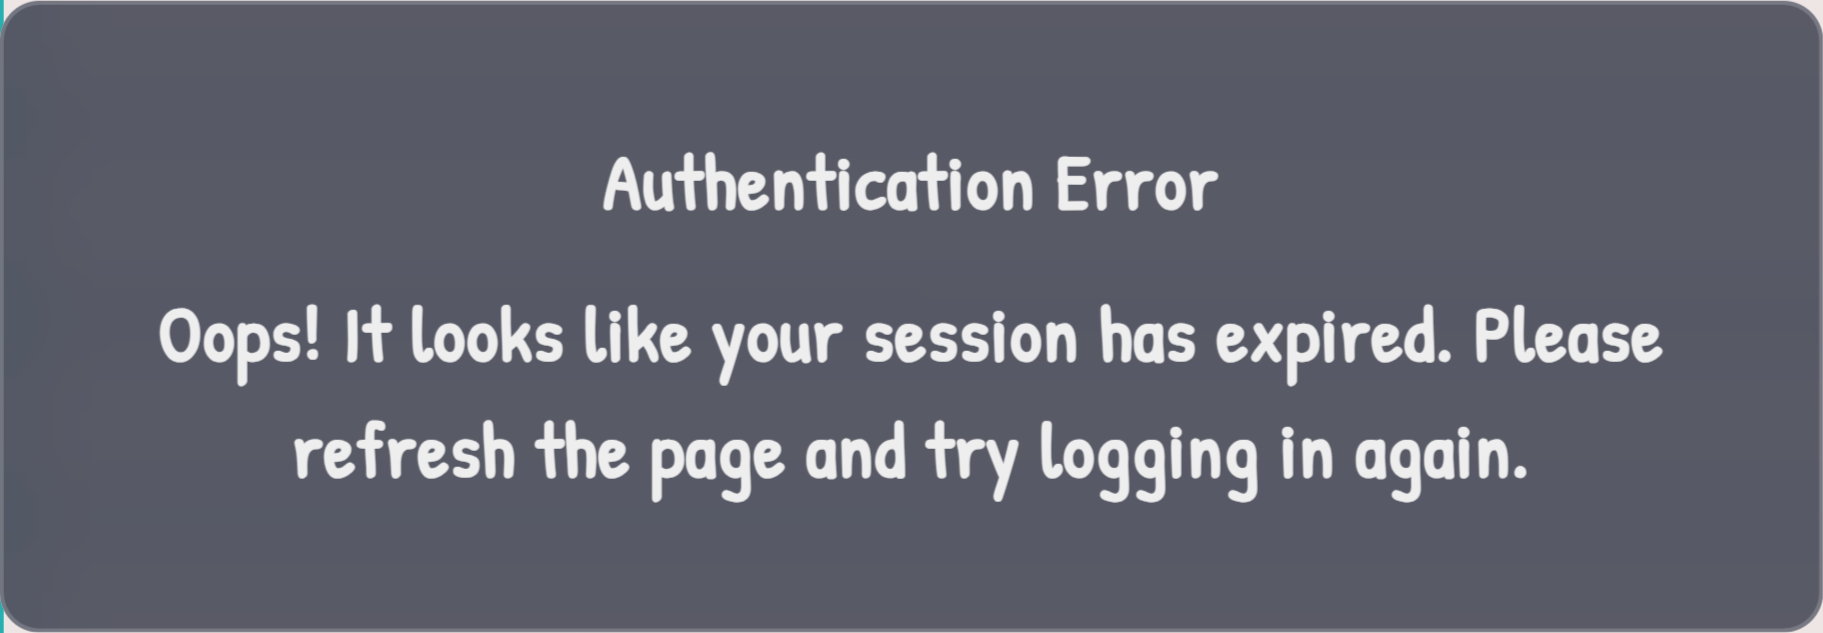 Authentication Error
Oops! It looks like your session has expired. Please
refresh the page and try logging in again.